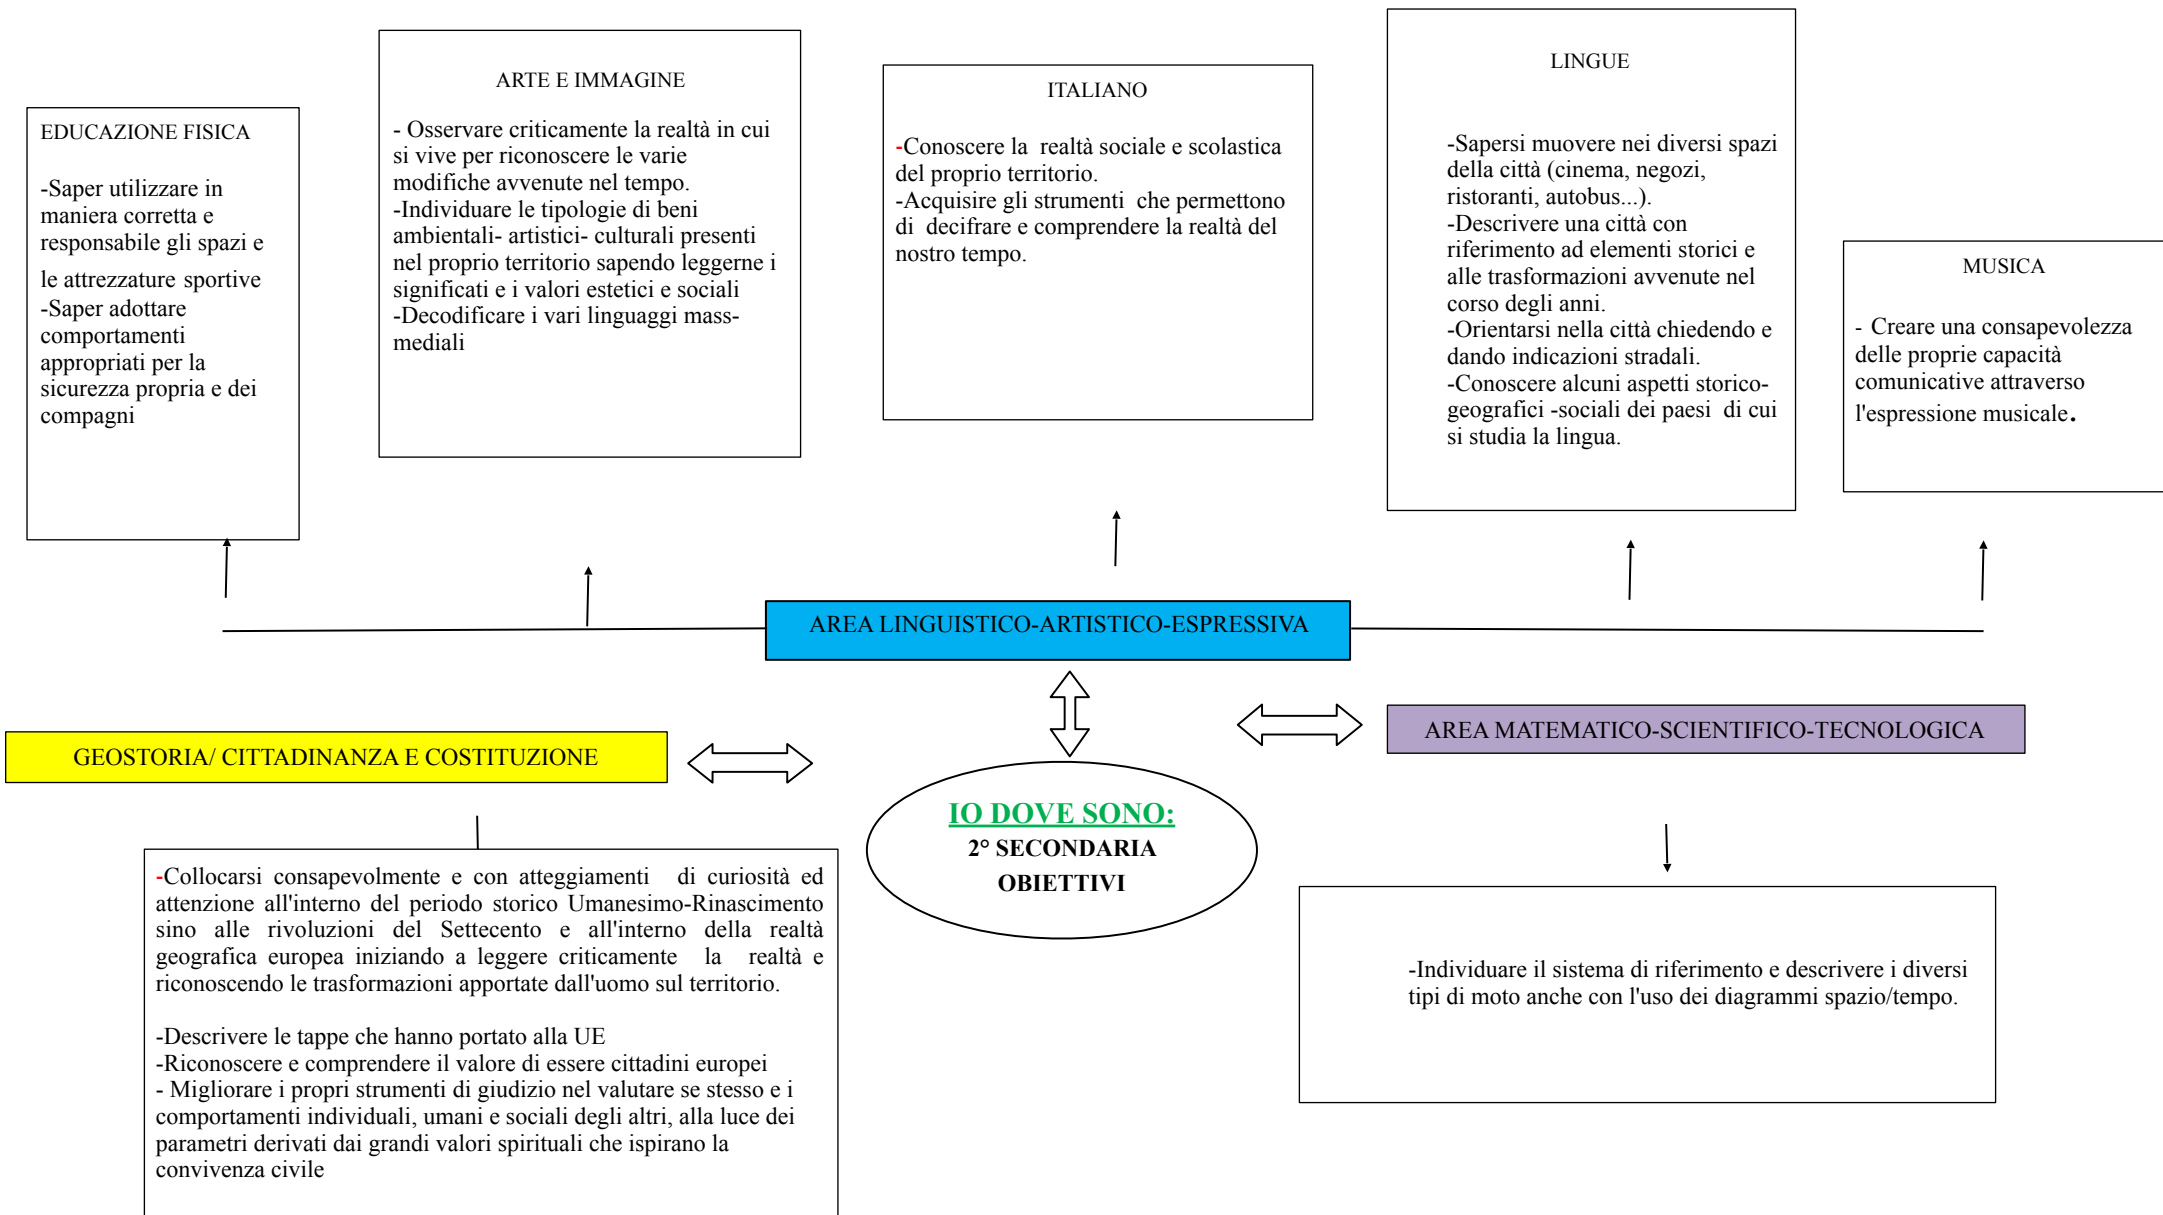 EDUCAZIONE FISICA
-Saper utilizzare in
maniera corretta e
responsabile gli spazi e
le attrezzature sportive
-Saper adottare
comportamenti
appropriati per la
sicurezza propria e dei
compagni
ARTE E IMMAGINE
- Osservare criticamente la realtà in cui
si vive per riconoscere le varie
modifiche avvenute nel tempo.
-Individuare le tipologie di beni
ambientali- artistici- culturali presenti
nel proprio territorio sapendo leggerne i
significati e i valori estetici e sociali
-Decodificare i vari linguaggi mass-
mediali
ITALIANO
-Conoscere la realtà sociale e scolastica
del proprio territorio.
-Acquisire gli strumenti che permettono
di decifrare e comprendere la realtà del
nostro tempo.
LINGUE
-Sapersi muovere nei diversi spazi
della città (cinema, negozi,
ristoranti, autobus...).
-Descrivere una città con
riferimento ad elementi storici e
alle trasformazioni avvenute nel
corso degli anni.
-Orientarsi nella città chiedendo e
dando indicazioni stradali.
-Conoscere alcuni aspetti storico-
geografici -sociali dei paesi di cui
si studia la lingua.
MUSICA
- Creare una consapevolezza
delle proprie capacità
comunicative attraverso
l'espressione musicale.
AREA LINGUISTICO-ARTISTICO-ESPRESSIVA
GEOSTORIA/ CITTADINANZA E COSTITUZIONE
AREA MATEMATICO-SCIENTIFICO-TECNOLOGICA
IO DOVE SONO:
2° SECONDARIA
OBIETTIVI
-Collocarsi consapevolmente e con atteggiamenti di curiosità ed
attenzione all'interno del periodo storico Umanesimo-Rinascimento
sino alle rivoluzioni del Settecento e all'interno della realtà
geografica europea iniziando a leggere criticamente la realtà e
riconoscendo le trasformazioni apportate dall'uomo sul territorio.
-Descrivere le tappe che hanno portato alla UE
-Riconoscere e comprendere il valore di essere cittadini europei
- Migliorare i propri strumenti di giudizio nel valutare se stesso e i
comportamenti individuali, umani e sociali degli altri, alla luce dei
parametri derivati dai grandi valori spirituali che ispirano la
convivenza civile
-Individuare il sistema di riferimento e descrivere i diversi
tipi di moto anche con l'uso dei diagrammi spazio/tempo.